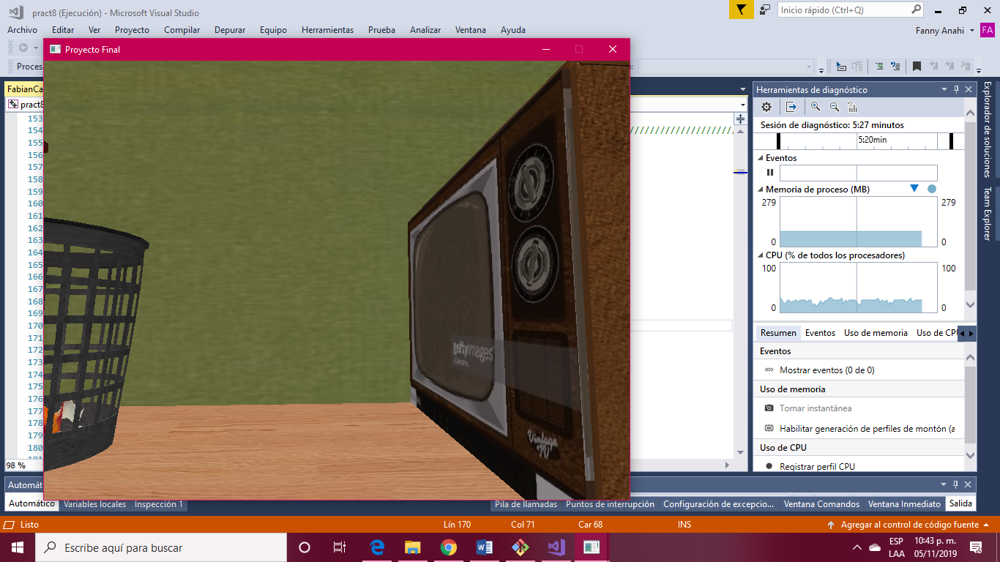 pract8 (Ejecución) - Microsoft Visual Studio
Inicio rápido (Ctrl+Q)
Archivo Editar Ver Proyecto Compilar Depurar Equipo Herramientas Prueba Analizar Ventana Ayuda
Fanny Anahi FA
Proyecto Final
Proces
FabianCa
pract8
Herramientas de diagnóstico
153
154
155
156
157
158
159
160
161
162
163
164
165
166
167
168
169
170
171
172
173
174
175
176
177
178
179
180
98 %
////////////////////
gettyimages
Vintage TV
Sesión de diagnóstico: 5:27 minutos
5:20min
Eventos
Memoria de proceso (MB)
279 279
0 0
CPU (% de todos los procesadores)
100 100
0 0
Resumen Eventos Uso de memoria Uso de CPU
Eventos
Mostrar eventos (0 de 0)
Uso de memoria
Tomar instantánea
Habilitar generación de perfiles de montón (a
Uso de CPU
Registrar perfil CPU
Explorador de soluciones
Team Explorer
Automát
Automático Variables locales Inspección 1
Pila de llamadas Puntos de interrupción Configuración de excepcio... Ventana Comandos Ventana Inmediato Salida
Listo Lín 170 Col 71 Car 68 INS Agregar al control de código fuente
Escribe aquí para buscar
ESP 10:43 p. m.
LAA 05/11/2019